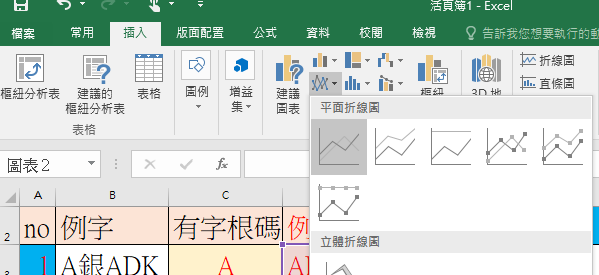 活頁簿1 - Excel
檔案 常用 插入 版面配置 公式 資料 校閱 檢視 告訴我您想要執行的動
樞紐分析表 建議的 樞紐分析表 表格 圖例 增益集 建議圖表 樞紐 3D 地 折線圖
直條圖
表格
平面折線圖
圖表 2
fx
立體折線圖
A B C
2 no 例字 有字根碼 例
3 1 A銀ADK A